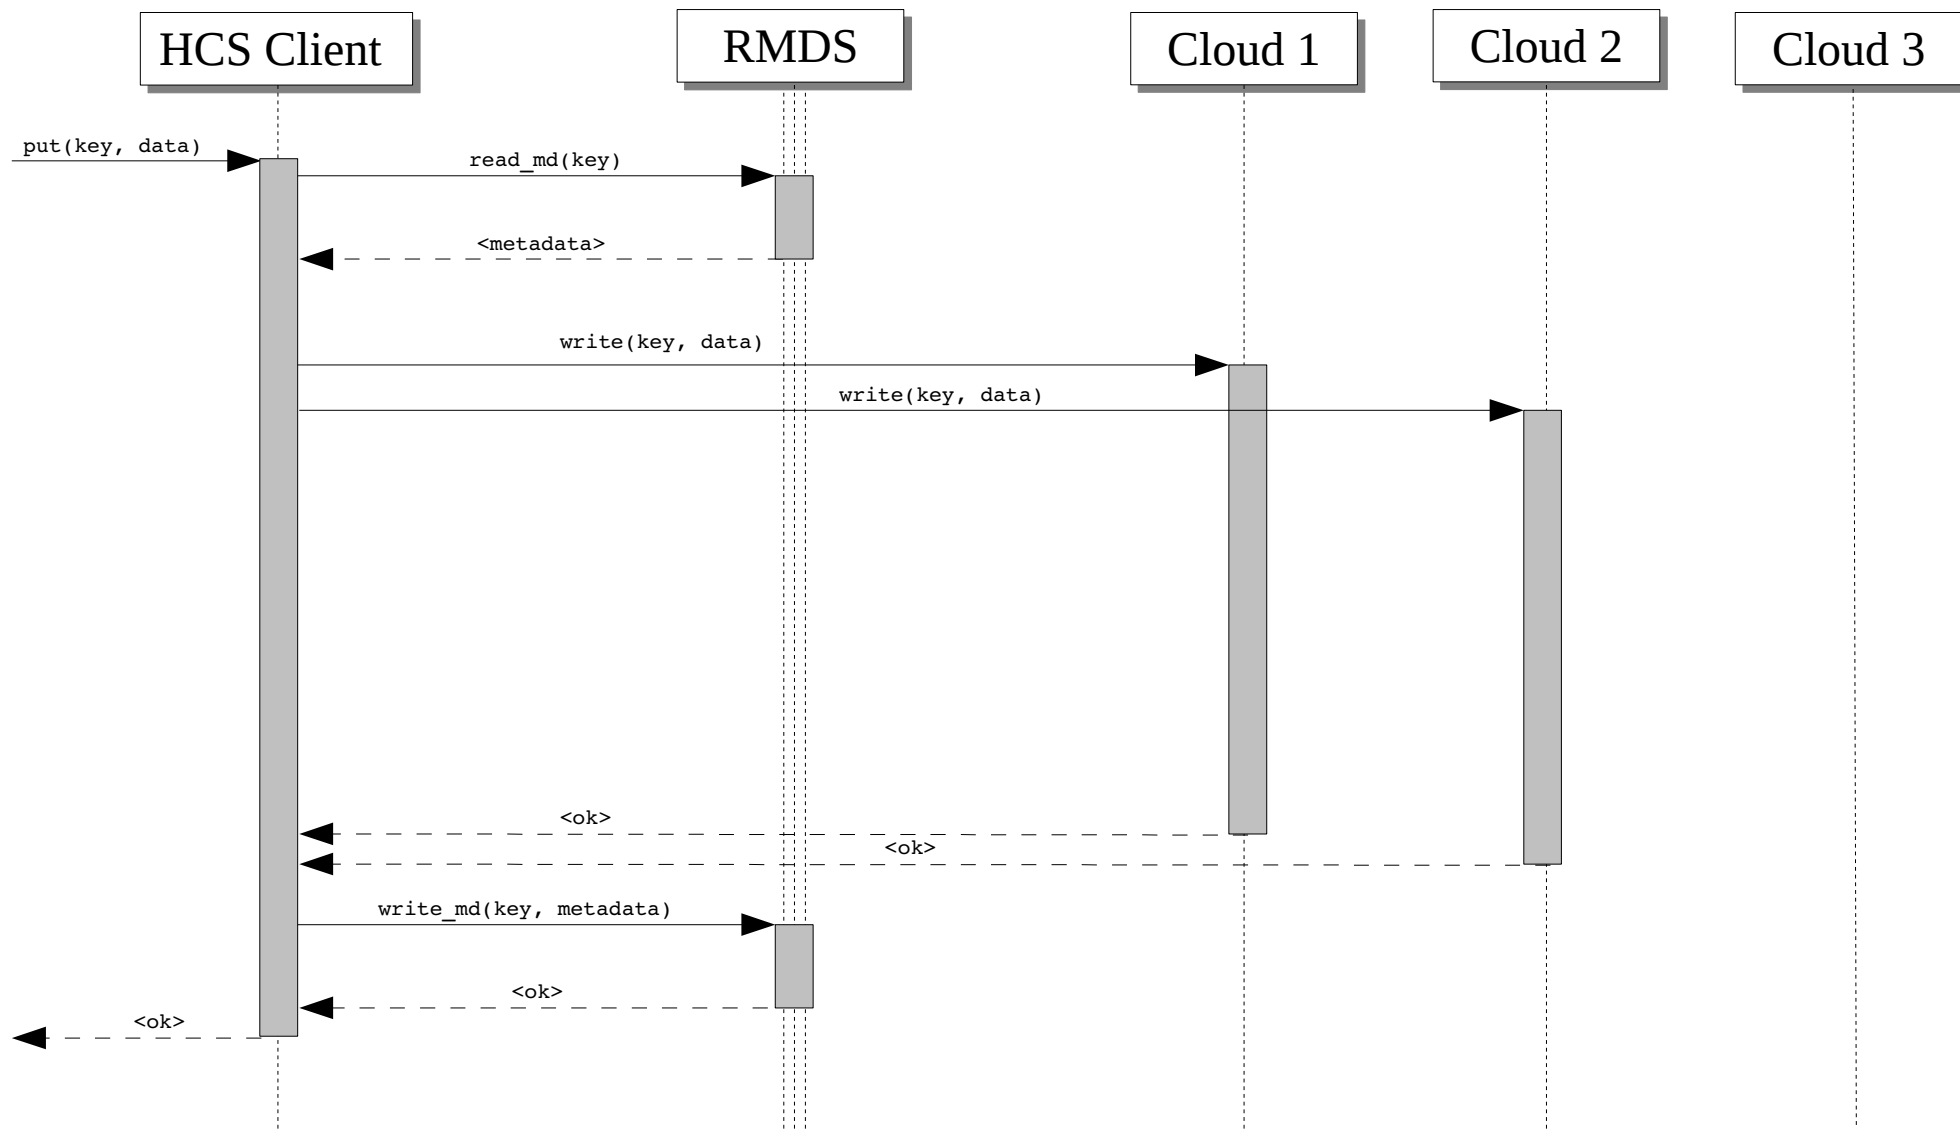 HCS Client
RMDS
Cloud 1
Cloud 2
Cloud 3
put(key, data)
read_md(key)
<metadata>
write(key, data)
write(key, data)
<ok>
<ok>
write_md(key, metadata)
<ok>
<ok>